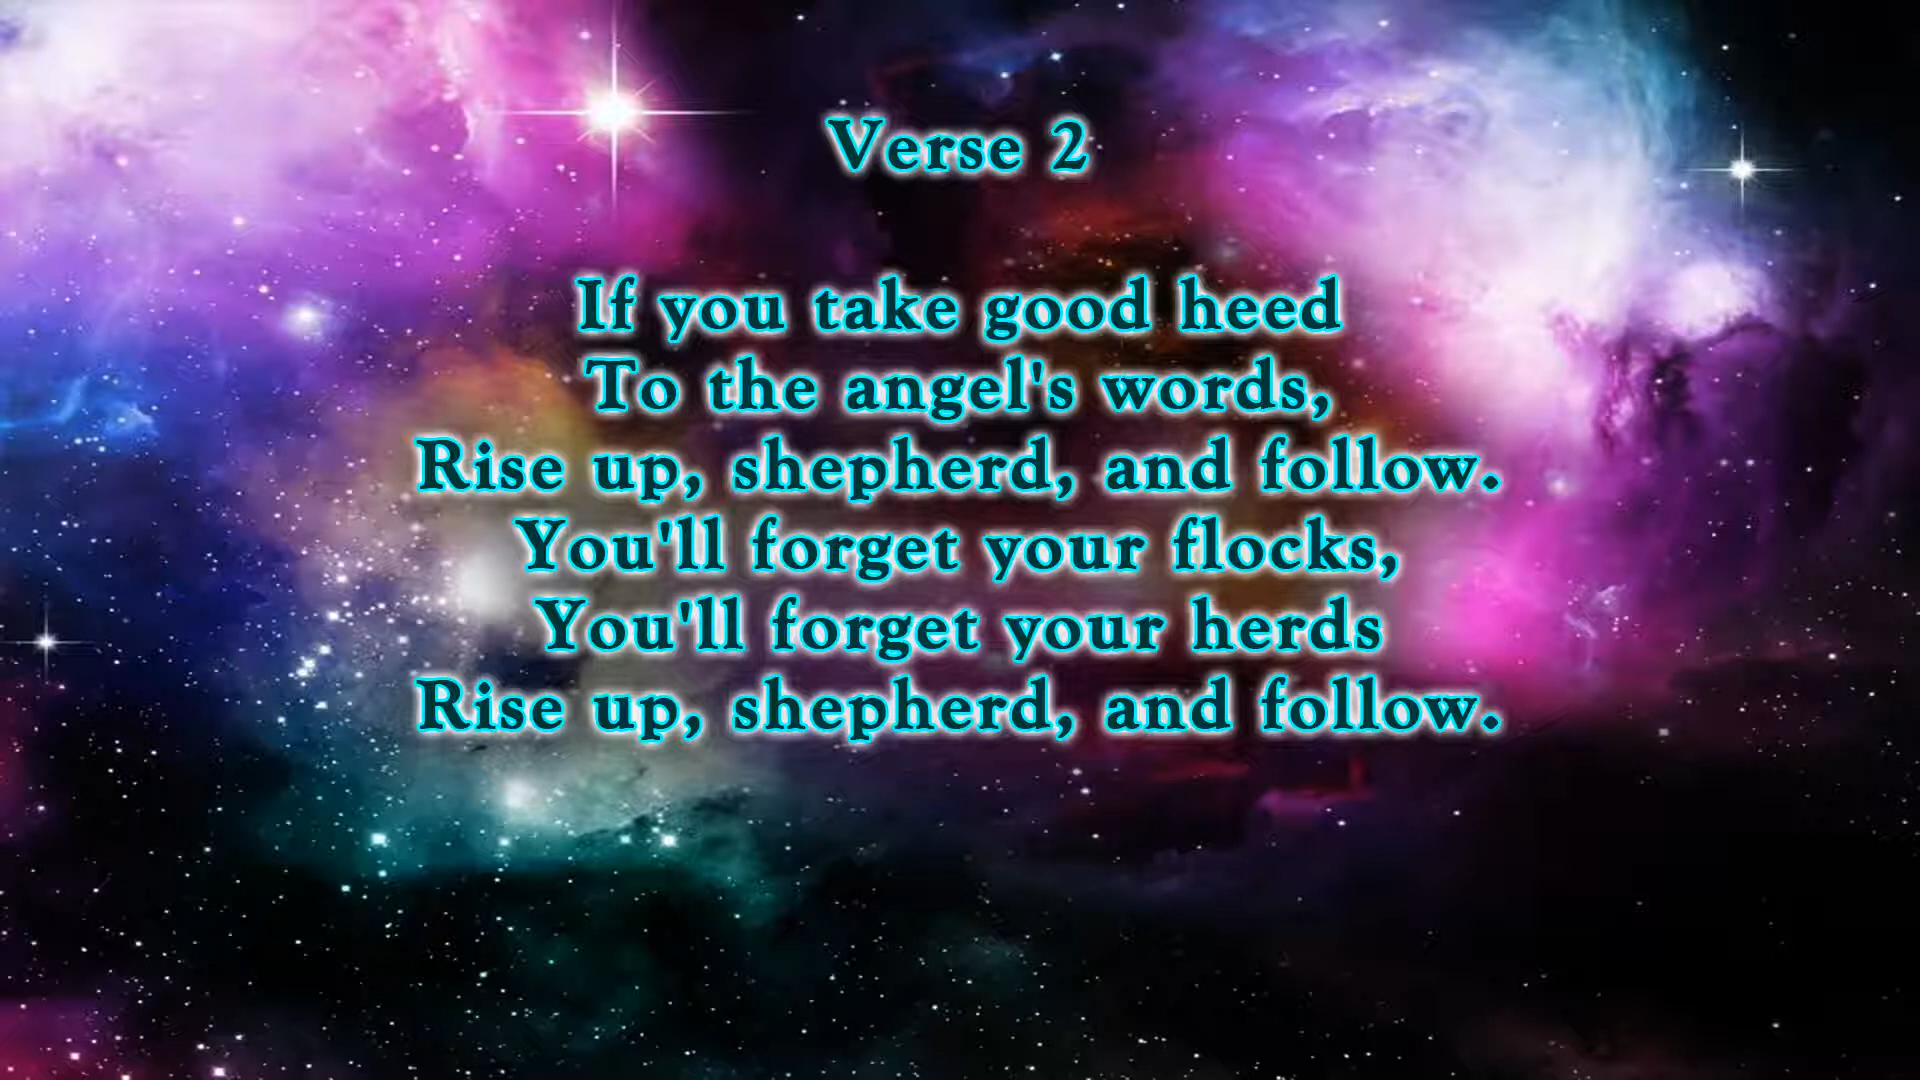 Verse 2
If you take good heed
To the angel's words,
Rise up, shepherd, and follow.
You'll forget your flocks,
You'll forget your herds
Rise up, shepherd, and follow.